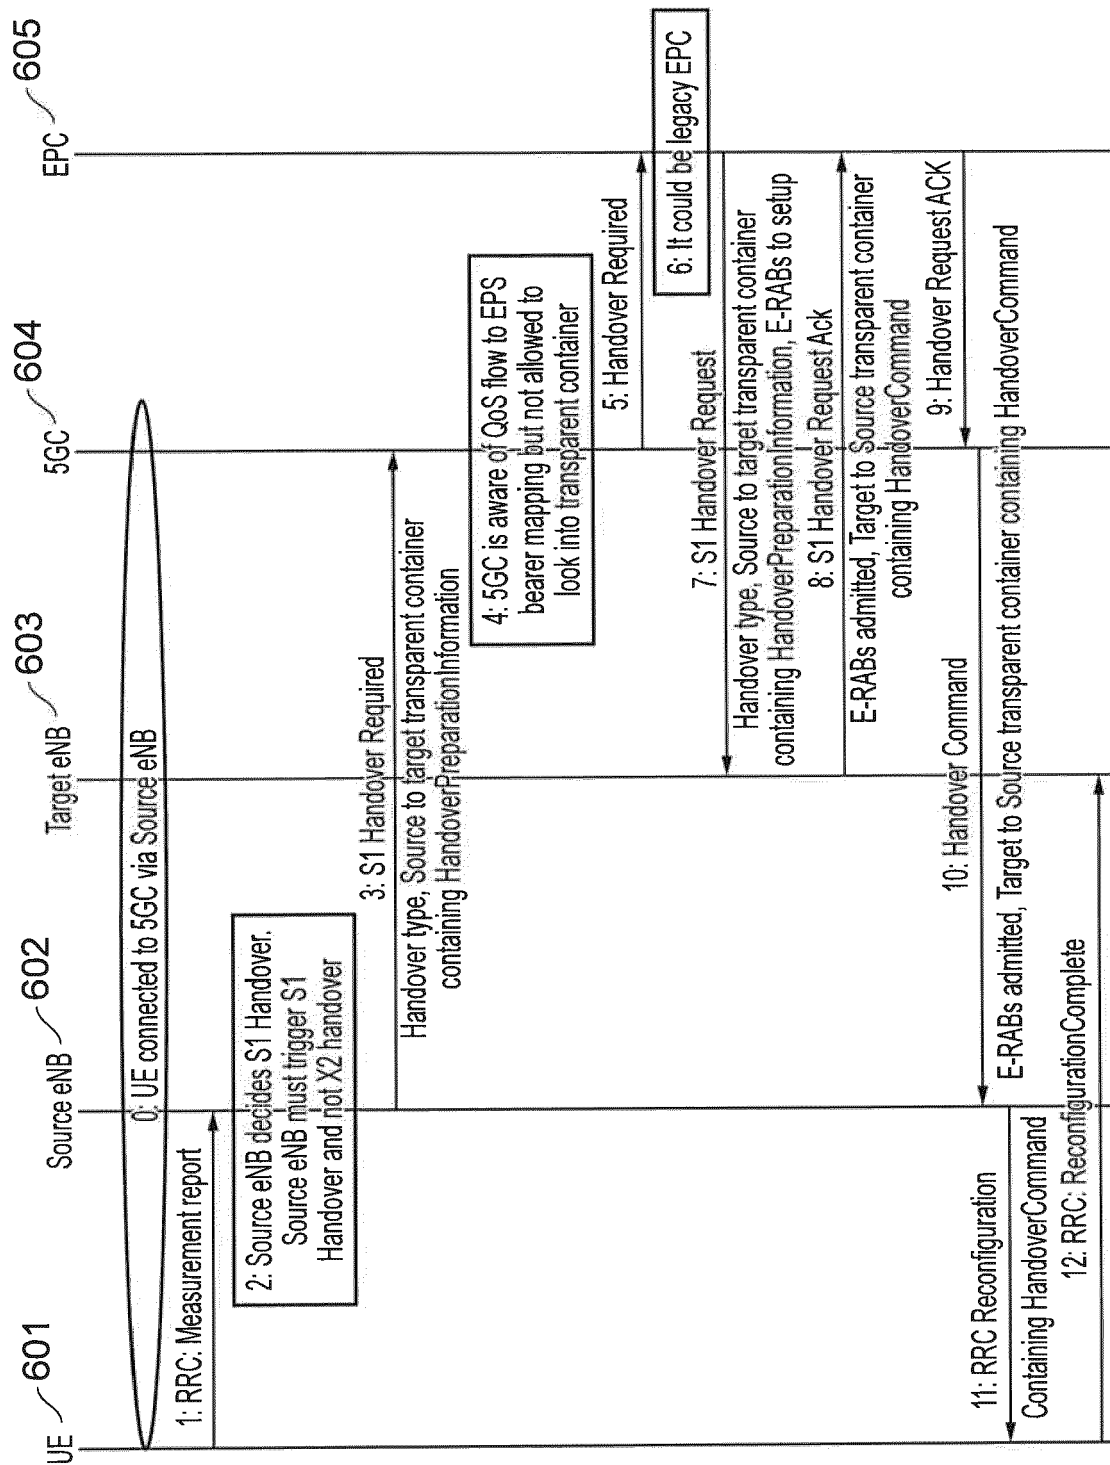 UE 601
Source eNB 602
Target eNB 603
5GC 604
EPC 605
0: UE connected to 5GC via Source eNB
1: RRC: Measurement report
2: Source eNB decides S1 Handover.
Source eNB must trigger S1
Handover and not X2 handover
3: S1 Handover Required
Handover type, Source to target transparent container
containing HandoverPreparationInformation
4: 5GC is aware of QoS flow to EPS
bearer mapping but not allowed to
look into transparent container
5: Handover Required
6: It could be legacy EPC
7: S1 Handover Request
Handover type, Source to target transparent container
containing HandoverPreparationInformation, E-RABs to setup
8: S1 Handover Request Ack
E-RABs admitted, Target to Source transparent container
containing HandoverCommand
9: Handover Request ACK
10: Handover Command
E-RABs admitted, Target to Source transparent container containing HandoverCommand
11: RRC Reconfiguration
Containing HandoverCommand
12: RRC: ReconfigurationComplete